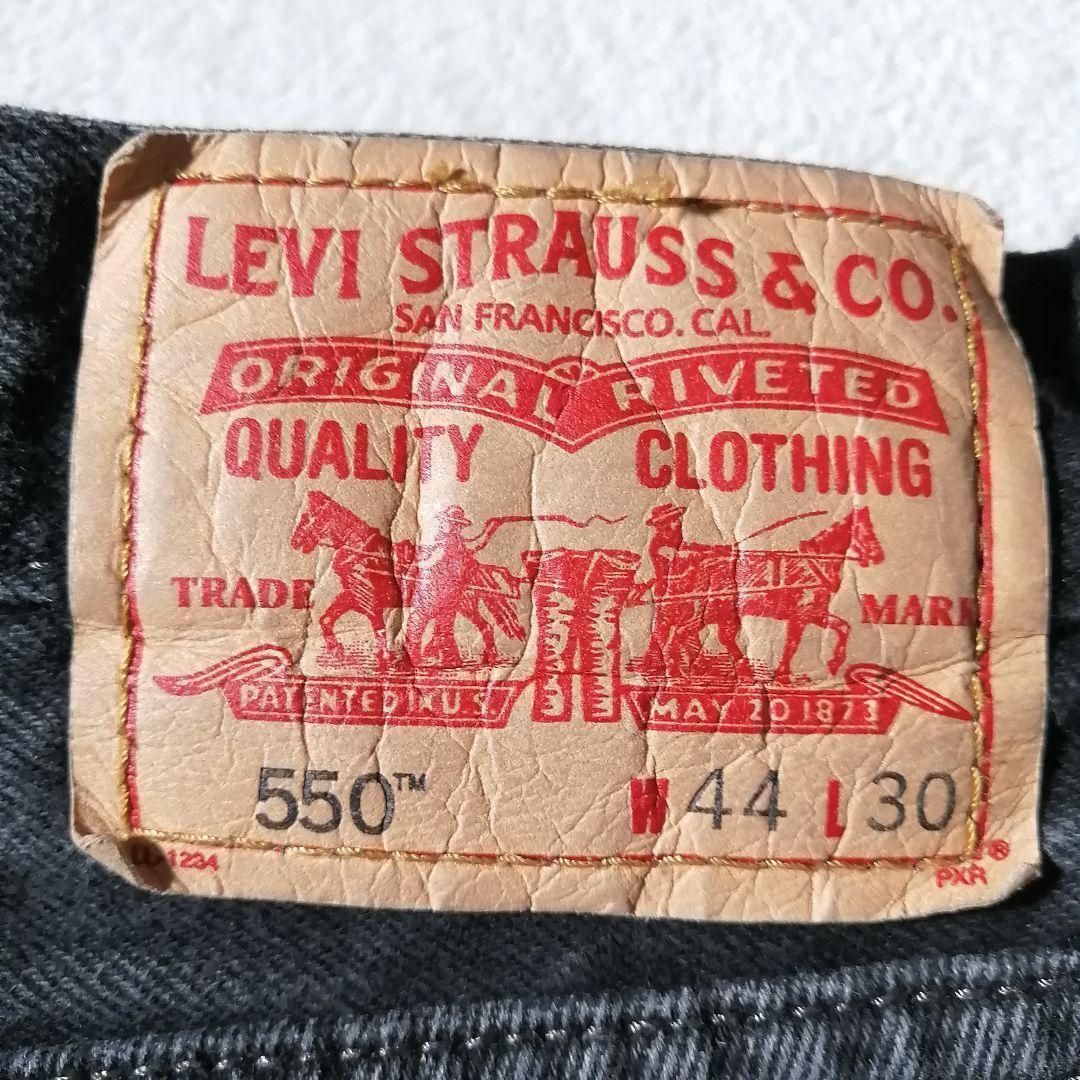 LEVI STRAUSS & CO.
SAN FRANCISCO. CAL.
ORIGINAL RIVETED
QUALITY CLOTHING
TRADE MARK
PATENTED IN U.S. MAY 20 1873
550™ W 44 L 30
1234 ®
PXR